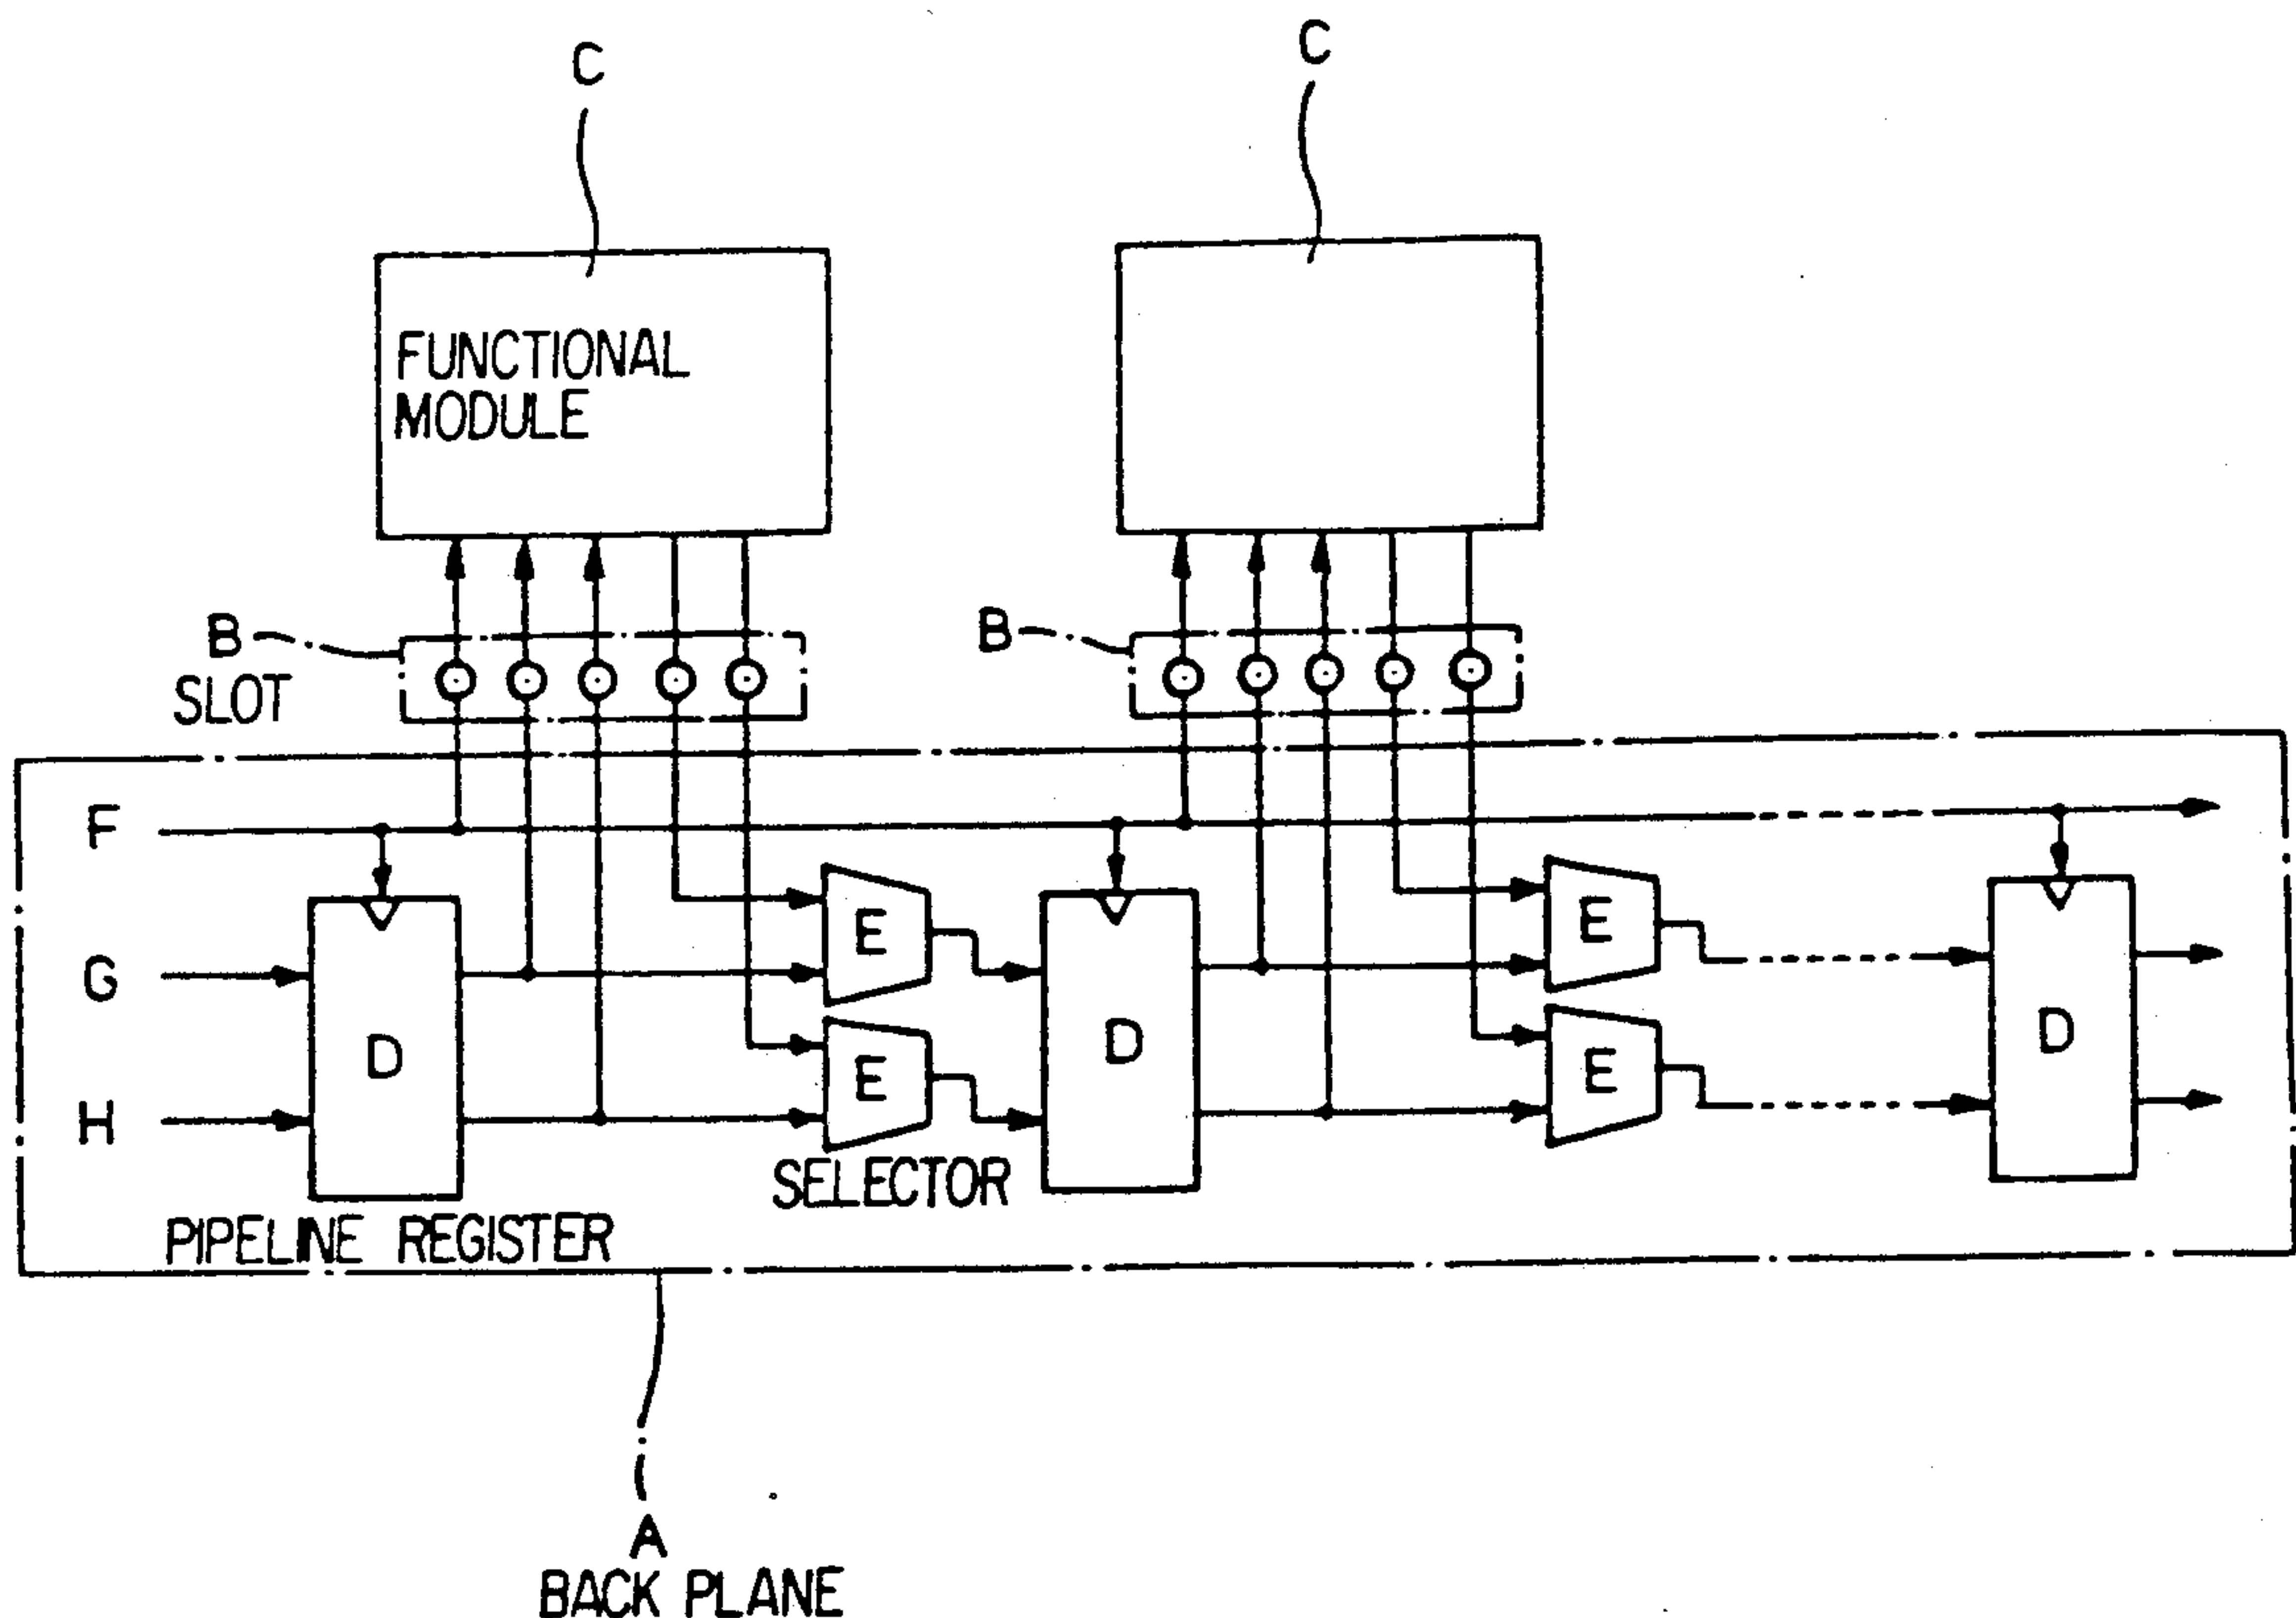 C
C
FUNCTIONAL
MODULE
B
SLOT
B
F
G
H
D
E
E
SELECTOR
D
E
E
D
PIPELINE REGISTER
A
BACK PLANE